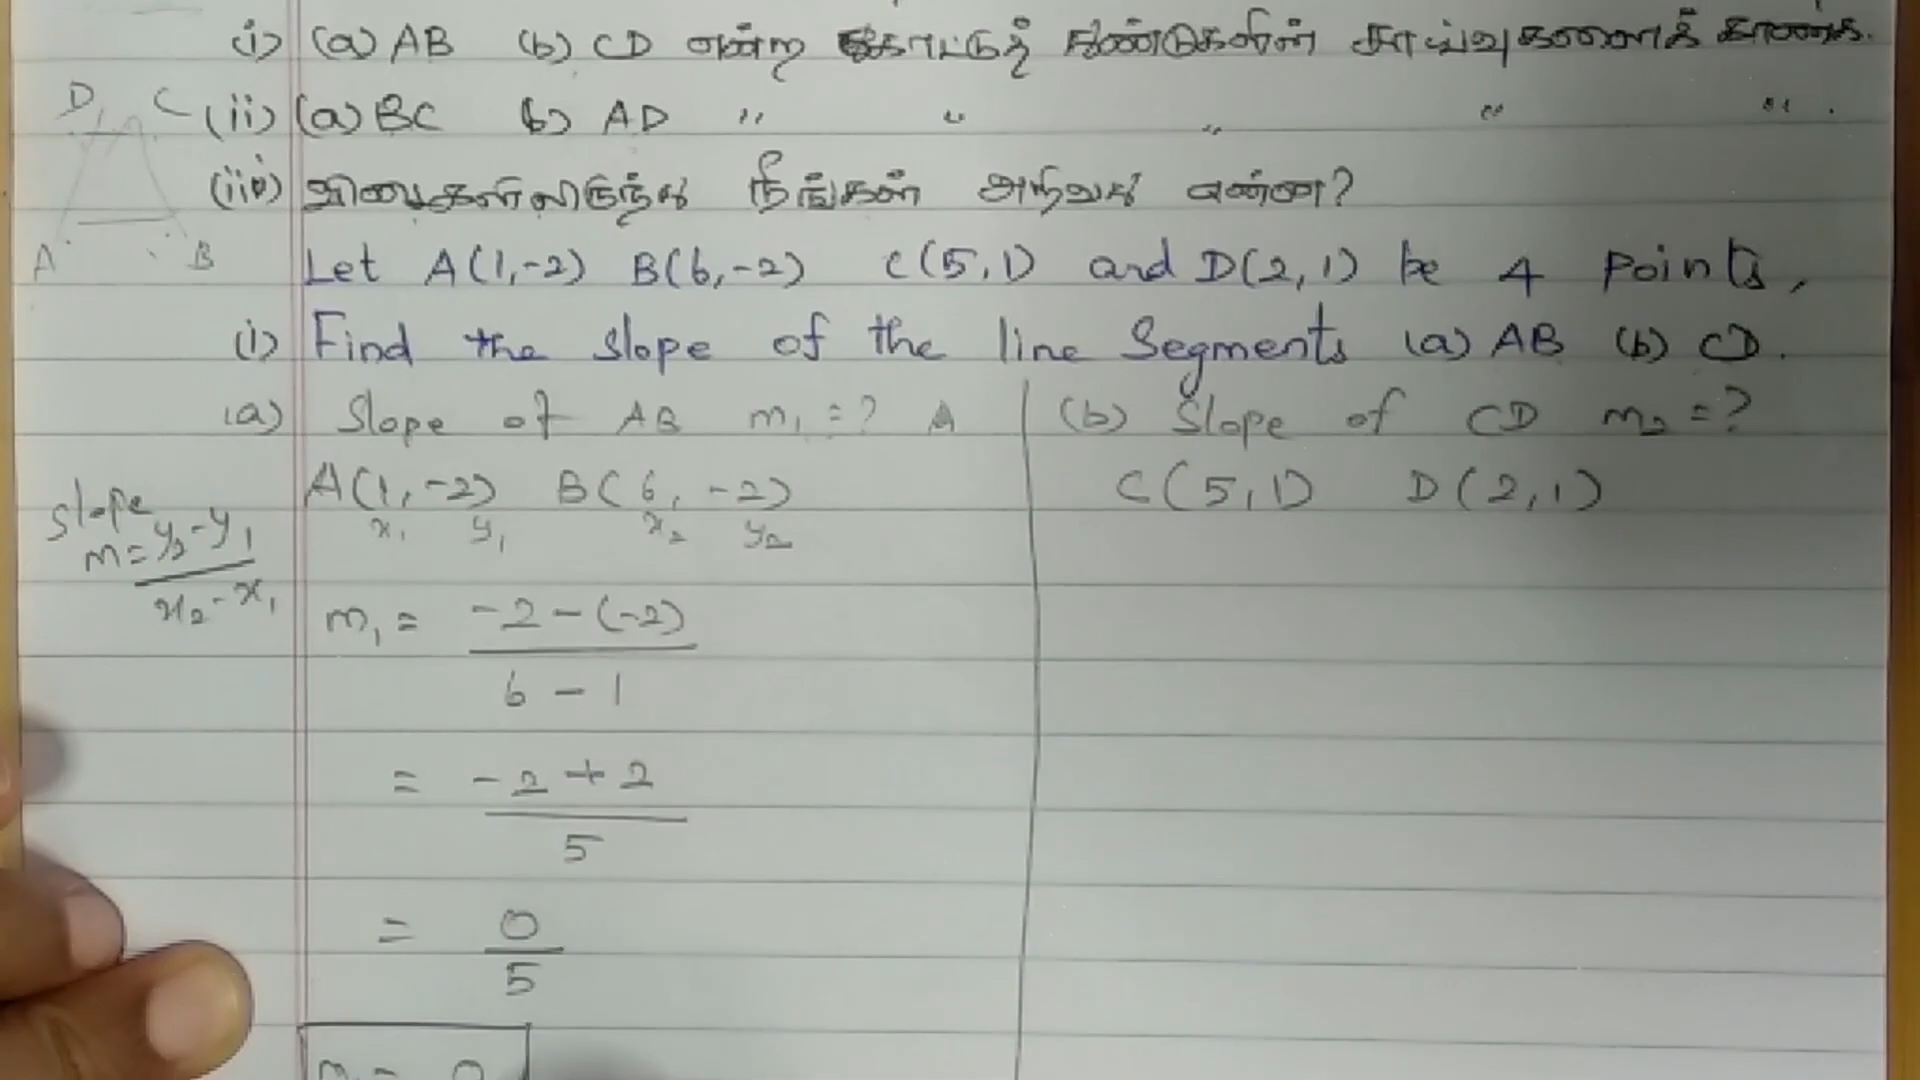 i) (a) AB (b) CD என்ற கோட்டுத் துண்டுகளின் சாய்வுகளைக் காண்க.
(ii) (a) BC (b) AD " " " " " .
(iii) இவைகளிலிருந்து நீங்கள் அறிவது என்ன?
D C
A B
Let A(1,-2) B(6,-2) C(5,1) and D(2,1) be 4 points,
(i) Find the slope of the line segments (a) AB (b) CD.
(a) Slope of AB m₁ = ? A
A(1,-2) B(6,-2)
x₁ y₁ x₂ y₂
slope
m = y₂-y₁
x₂-x₁
m₁ = -2-(-2)
6-1
= -2+2
5
= 0
5
m₁ = 0
(b) Slope of CD m₂ = ?
C(5,1) D(2,1)